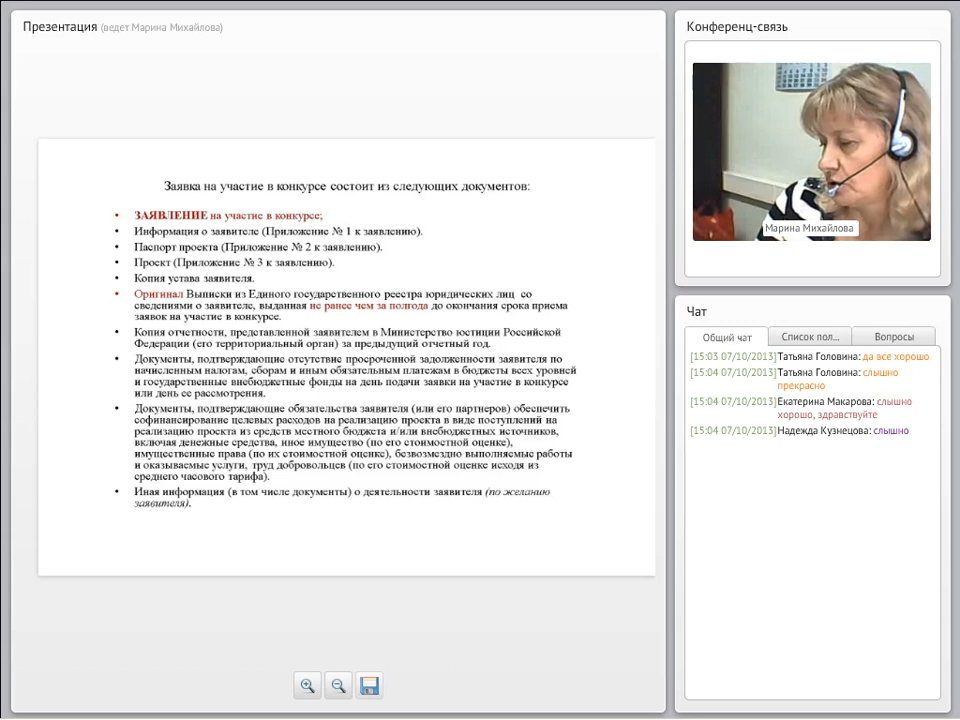 Презентация (ведет Марина Михайлова)
Заявка на участие в конкурсе состоит из следующих документов:
• ЗАЯВЛЕНИЕ на участие в конкурсе;
• Информация о заявителе (Приложение № 1 к заявлению).
• Паспорт проекта (Приложение № 2 к заявлению).
• Проект (Приложение № 3 к заявлению).
• Копия устава заявителя.
• Оригинал Выписки из Единого государственного реестра юридических лиц со
сведениями о заявителе, выданная не ранее чем за полгода до окончания срока приема
заявок на участие в конкурсе.
• Копия отчетности, представленной заявителем в Министерство юстиции Российской
Федерации (его территориальный орган) за предыдущий отчетный год.
• Документы, подтверждающие отсутствие просроченной задолженности заявителя по
начисленным налогам, сборам и иным обязательным платежам в бюджеты всех уровней
и государственные внебюджетные фонды на день подачи заявки на участие в конкурсе
или день ее рассмотрения.
• Документы, подтверждающие обязательства заявителя (или его партнеров) обеспечить
софинансирование целевых расходов на реализацию проекта в виде поступлений на
реализацию проекта из средств местного бюджета и/или внебюджетных источников,
включая денежные средства, иное имущество (по его стоимостной оценке),
имущественные права (по их стоимостной оценке), безвозмездно выполняемые работы
и оказываемые услуги, труд добровольцев (по его стоимостной оценке исходя из
среднего часового тарифа).
• Иная информация (в том числе документы) о деятельности заявителя (по желанию
заявителя).
Конференц-связь
Марина Михайлова
Чат
Общий чат Список пол... Вопросы
[15:03 07/10/2013] Татьяна Головина: да все хорошо
[15:04 07/10/2013] Татьяна Головина: слышно
прекрасно
[15:04 07/10/2013] Екатерина Макарова: слышно
хорошо, здравствуйте
[15:04 07/10/2013] Надежда Кузнецова: слышно